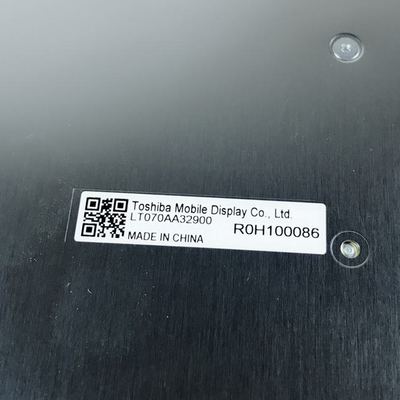 Toshiba Mobile Display Co., Ltd.
LT070AA32900
R0H100086
MADE IN CHINA